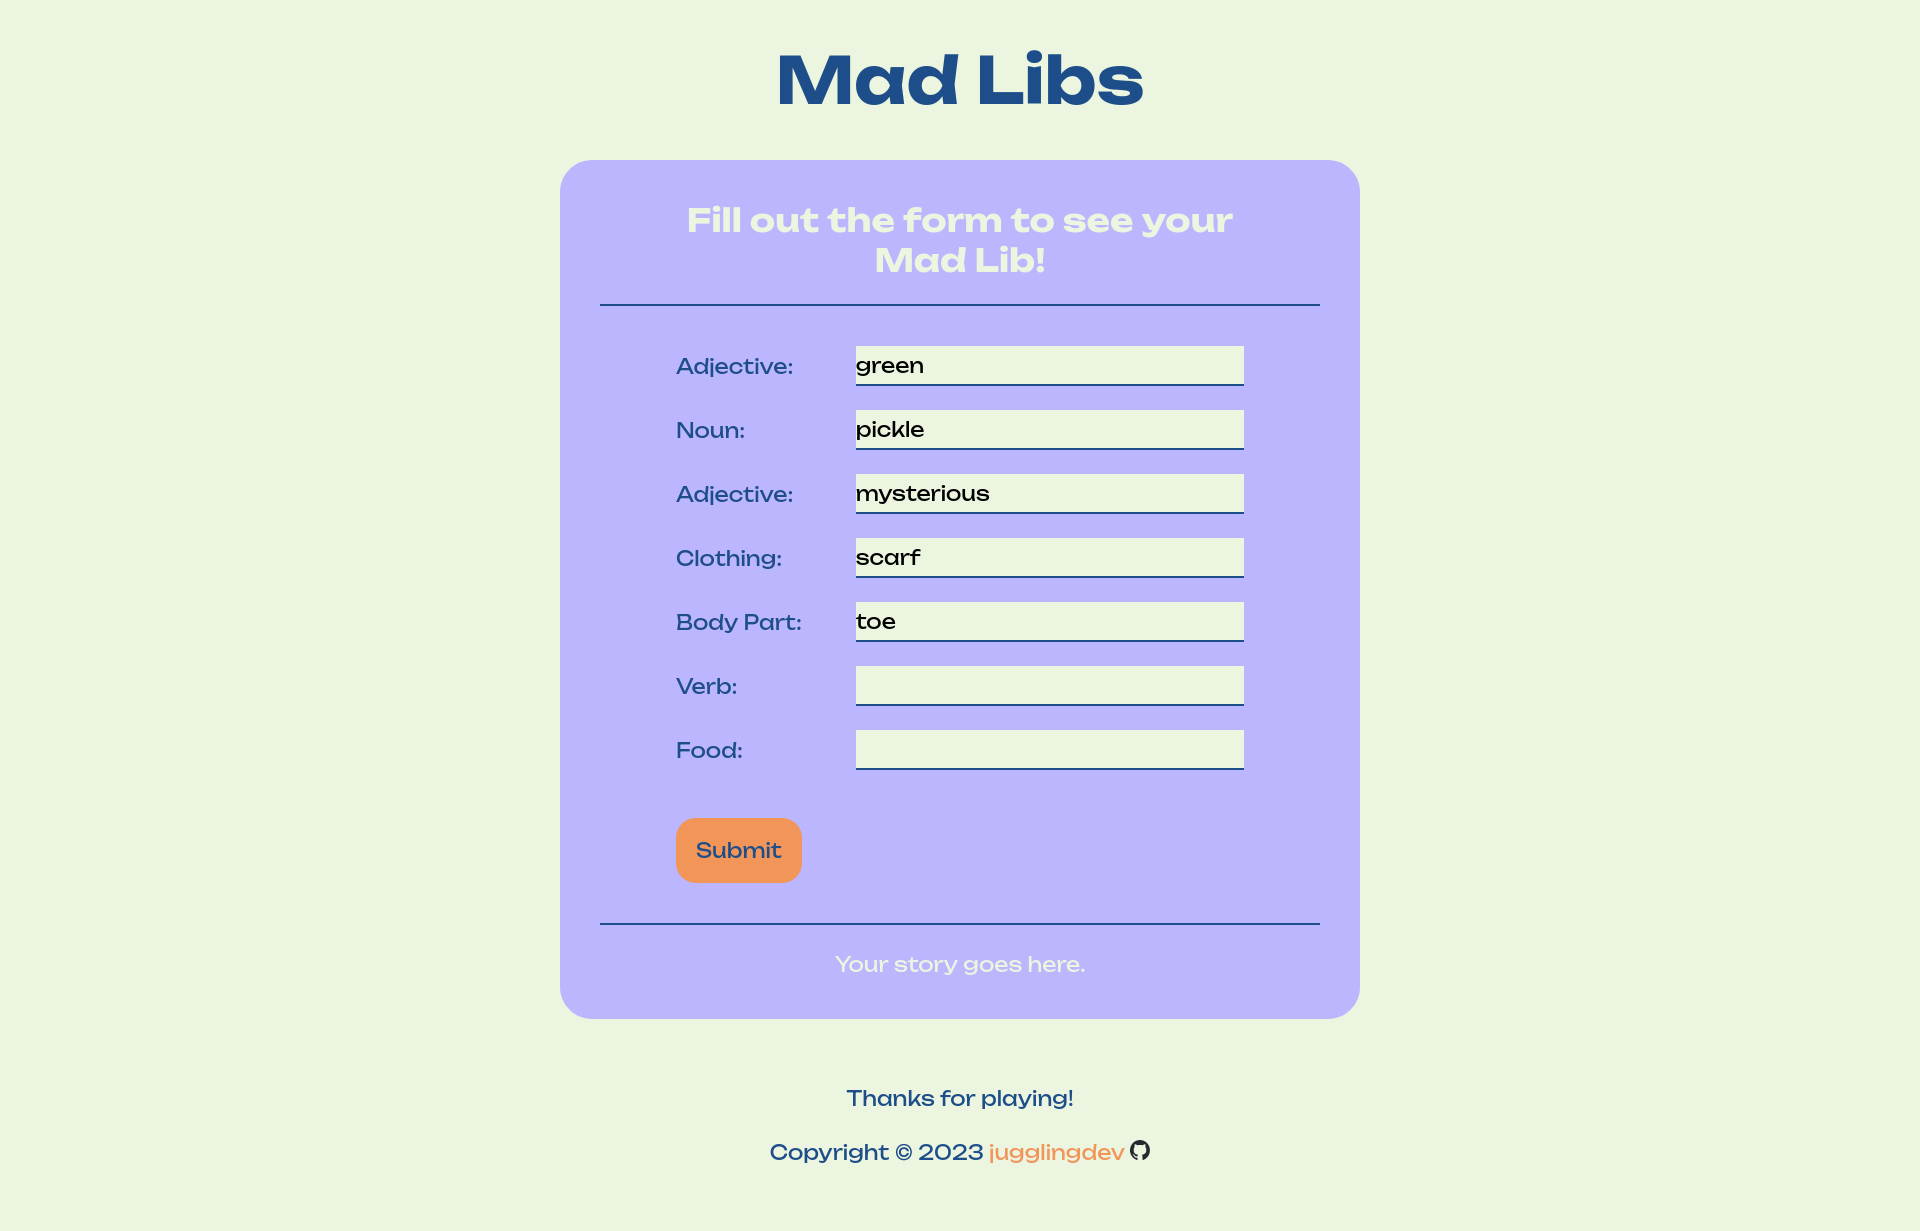 Mad Libs
Fill out the form to see your
Mad Lib!
Adjective: green
Noun: pickle
Adjective: mysterious
Clothing: scarf
Body Part: toe
Verb:
Food:
Submit
Your story goes here.
Thanks for playing!
Copyright © 2023 jugglingdev